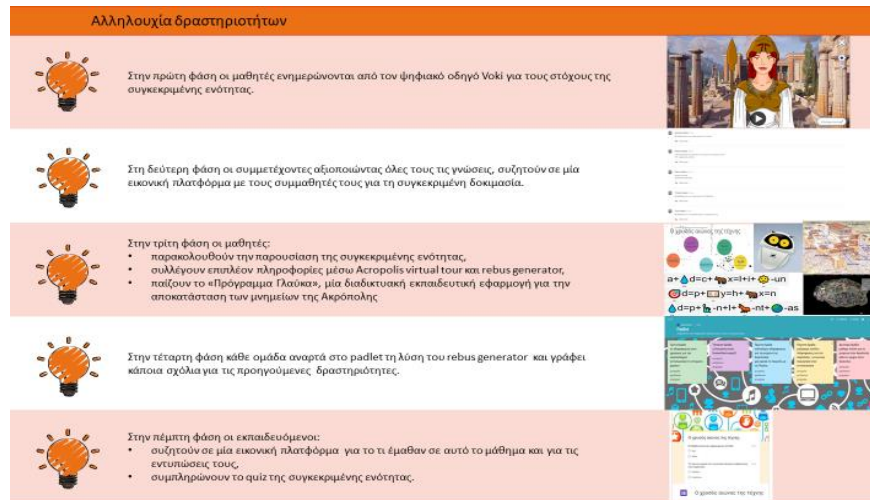 Αλληλουχία δραστηριοτήτων
Στην πρώτη φάση οι μαθητές ενημερώνονται από τον ψηφιακό οδηγό Voki για τους στόχους της
συγκεκριμένης ενότητας.
Στη δεύτερη φάση οι συμμετέχοντες αξιοποιώντας όλες τους τις γνώσεις, συζητούν σε μία
εικονική πλατφόρμα με τους συμμαθητές τους για τη συγκεκριμένη δοκιμασία.
Στην τρίτη φάση οι μαθητές:
• παρακολουθούν την παρουσίαση της συγκεκριμένης ενότητας,
• συλλέγουν επιπλέον πληροφορίες μέσω Acropolis virtual tour και rebus generator,
• παίζουν το «Πρόγραμμα Γλαύκα», μία διαδικτυακή εκπαιδευτική εφαρμογή για την
αποκατάσταση των μνημείων της Ακρόπολης
Ο χρυσός αιώνας της τέχνης
a+ d=c+ x=l+i+ -un
d=p+ y=h+ x=n
d=p+ -n+l+ -nt+ -as
Στην τέταρτη φάση κάθε ομάδα αναρτά στο padlet τη λύση του rebus generator και γράφει
κάποια σχόλια για τις προηγούμενες δραστηριότητες.
Padlet
Στην πέμπτη φάση οι εκπαιδευόμενοι:
• συζητούν σε μία εικονική πλατφόρμα για το τι έμαθαν σε αυτό το μάθημα και για τις
εντυπώσεις τους,
• συμπληρώνουν το quiz της συγκεκριμένης ενότητας.
Ο χρυσός αιώνας της τέχνης
Ο χρυσός αιώνας της τέχνης